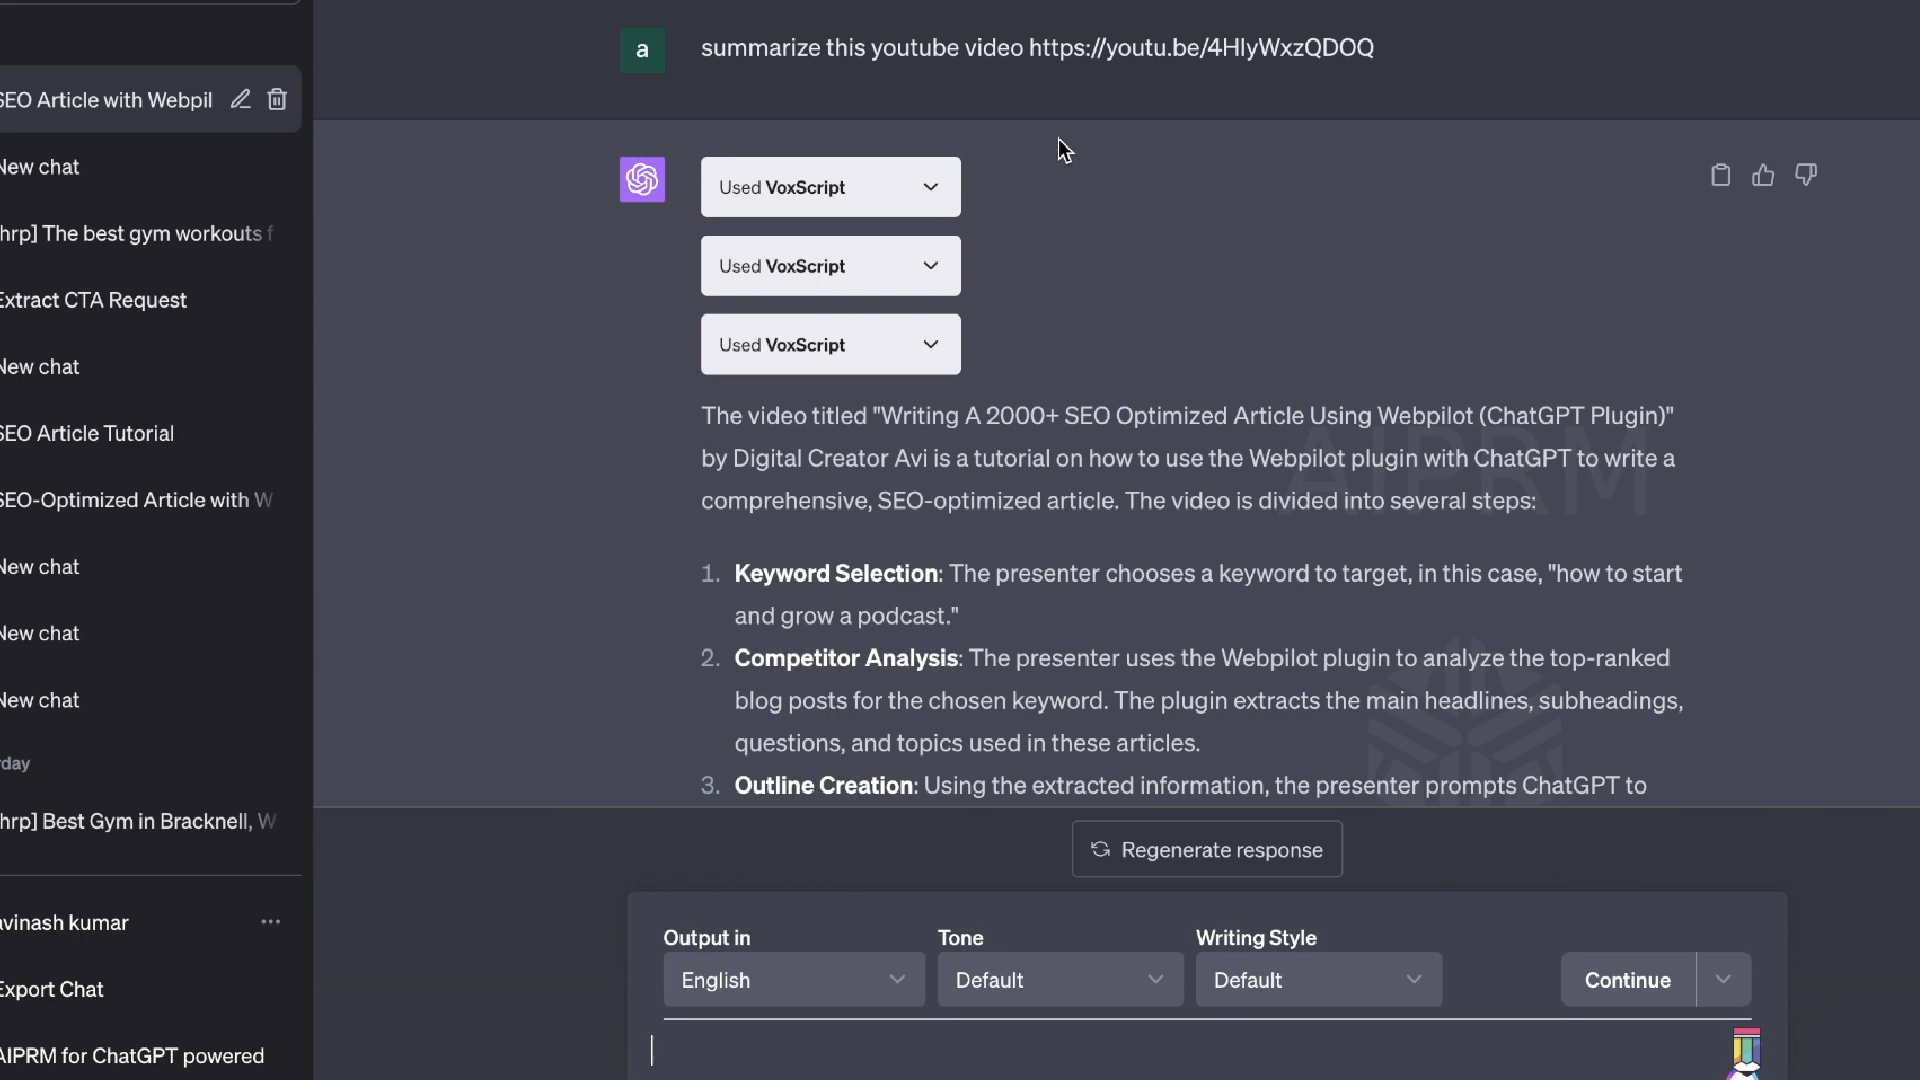 a
summarize this youtube video https://youtu.be/4HlyWxzQDOQ
SEO Article with Webpil
New chat
hrp] The best gym workouts f
Extract CTA Request
New chat
SEO Article Tutorial
SEO-Optimized Article with W
New chat
New chat
New chat
rday
hrp] Best Gym in Bracknell, W
avinash kumar
Export Chat
AIPRM for ChatGPT powered
Used VoxScript
Used VoxScript
Used VoxScript
The video titled "Writing A 2000+ SEO Optimized Article Using Webpilot (ChatGPT Plugin)"
by Digital Creator Avi is a tutorial on how to use the Webpilot plugin with ChatGPT to write a
comprehensive, SEO-optimized article. The video is divided into several steps:
1. Keyword Selection: The presenter chooses a keyword to target, in this case, "how to start
and grow a podcast."
2. Competitor Analysis: The presenter uses the Webpilot plugin to analyze the top-ranked
blog posts for the chosen keyword. The plugin extracts the main headlines, subheadings,
questions, and topics used in these articles.
3. Outline Creation: Using the extracted information, the presenter prompts ChatGPT to
AIPRM
Regenerate response
Output in
Tone
Writing Style
English
Default
Default
Continue